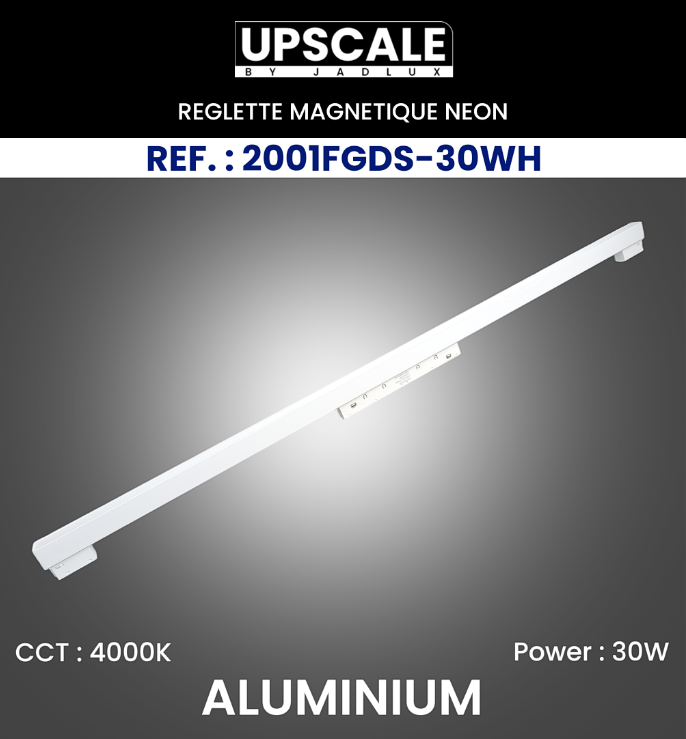 UPSCALE
BY JADLUX
REGLETTE MAGNETIQUE NEON
REF. : 2001FGDS-30WH
CCT : 4000K
Power : 30W
ALUMINIUM